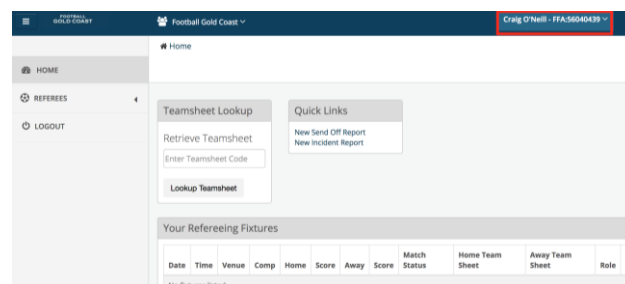 FOOTBALL
GOLD COAST
Football Gold Coast
Craig O'Neill - FFA:56040439
Home
HOME
REFEREES
LOGOUT
Teamsheet Lookup
Retrieve Teamsheet
Enter Teamsheet Code
Lookup Teamsheet
Quick Links
New Send Off Report
New Incident Report
Your Refereeing Fixtures
Date Time Venue Comp Home Score Away Score Match Status Home Team Sheet Away Team Sheet Role